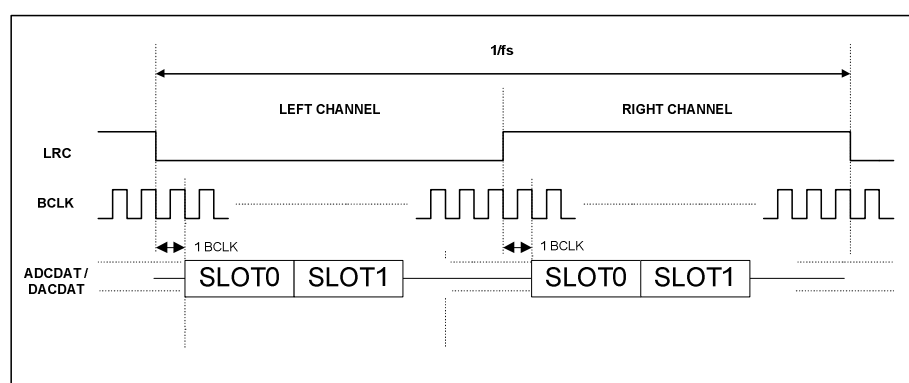 1/fs
LEFT CHANNEL RIGHT CHANNEL
LRC
BCLK
1 BCLK 1 BCLK
ADCDAT /
DACDAT
SLOT0 SLOT1 SLOT0 SLOT1